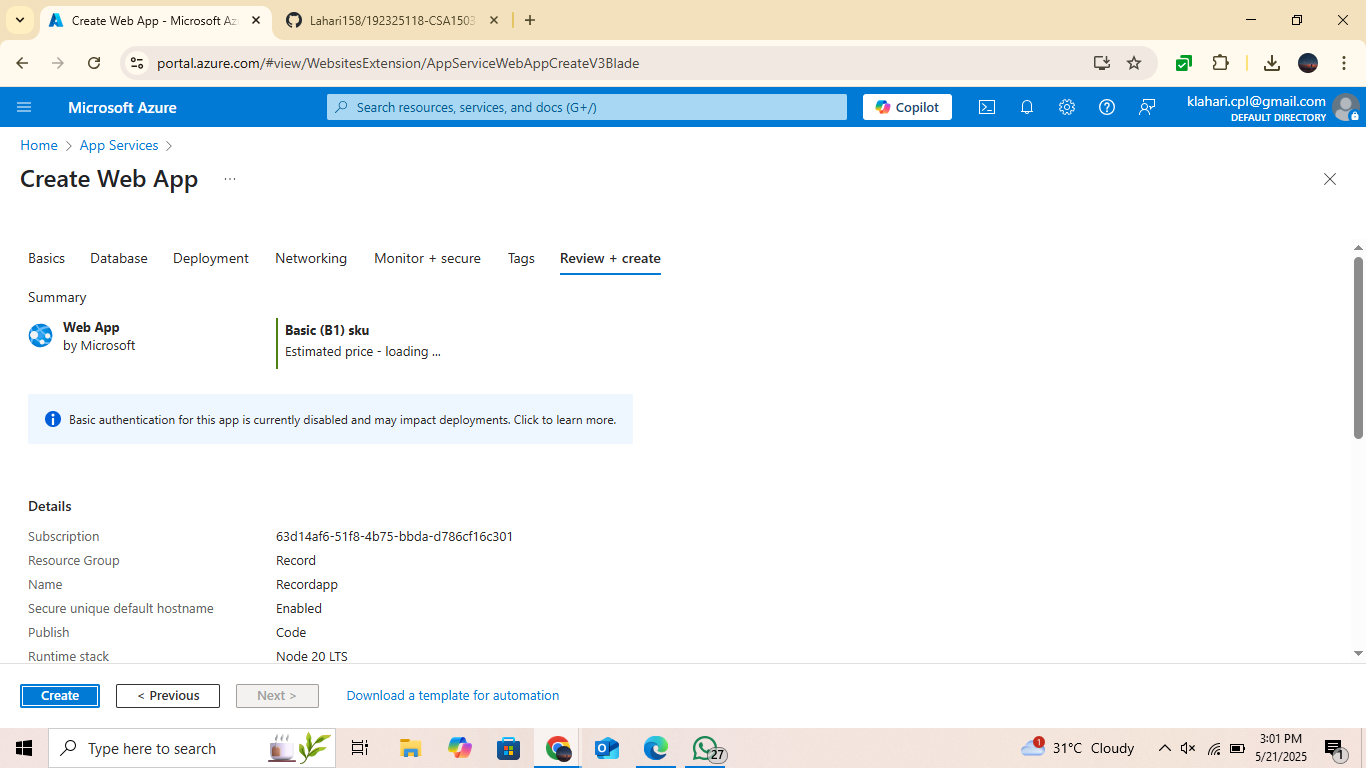 Create Web App - Microsoft Az
Lahari158/192325118-CSA1503
portal.azure.com/#view/WebsitesExtension/AppServiceWebAppCreateV3Blade
Microsoft Azure
Search resources, services, and docs (G+/)
Copilot
klahari.cpl@gmail.com
DEFAULT DIRECTORY
Home > App Services >
Create Web App ...
Basics Database Deployment Networking Monitor + secure Tags Review + create
Summary
Web App
by Microsoft
Basic (B1) sku
Estimated price - loading ...
Basic authentication for this app is currently disabled and may impact deployments. Click to learn more.
Details
Subscription 63d14af6-51f8-4b75-bbda-d786cf16c301
Resource Group Record
Name Recordapp
Secure unique default hostname Enabled
Publish Code
Runtime stack Node 20 LTS
Create < Previous Next > Download a template for automation
Type here to search
27
1
31°C Cloudy
3:01 PM
5/21/2025
1